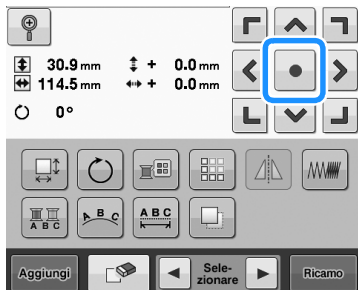 30.9 mm + 0.0 mm
114.5 mm + 0.0 mm
0°
A B C
A B C
A B C
Aggiungi
Sele-
zionare
Ricamo